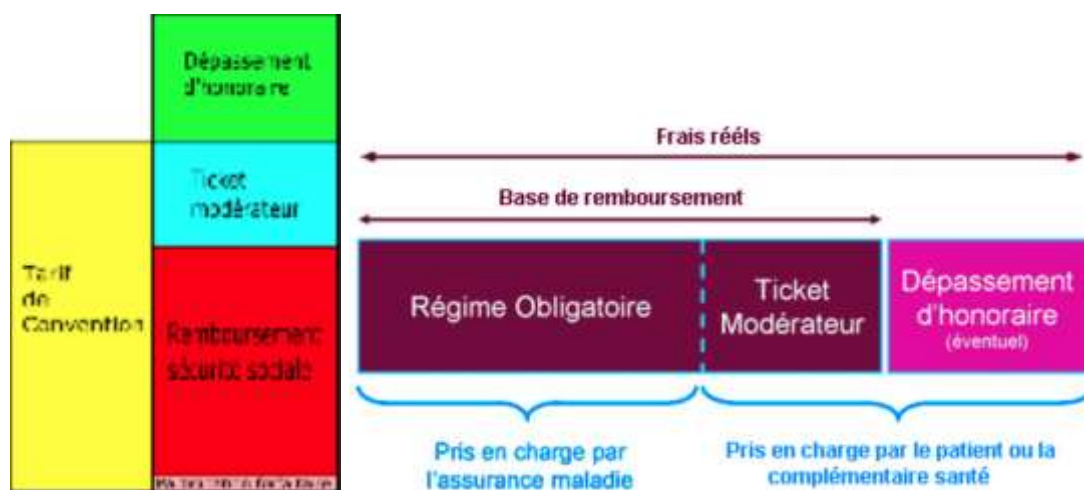 Dépassement
d'honoraire
Ticket
modérateur
Tarif
de
Convention
Remboursement
sécurité sociale
Frais réels
Base de remboursement
Régime Obligatoire
Ticket
Modérateur
Dépassement
d'honoraire
(éventuel)
Pris en charge par
l'assurance maladie
Pris en charge par le patient ou la
complémentaire santé